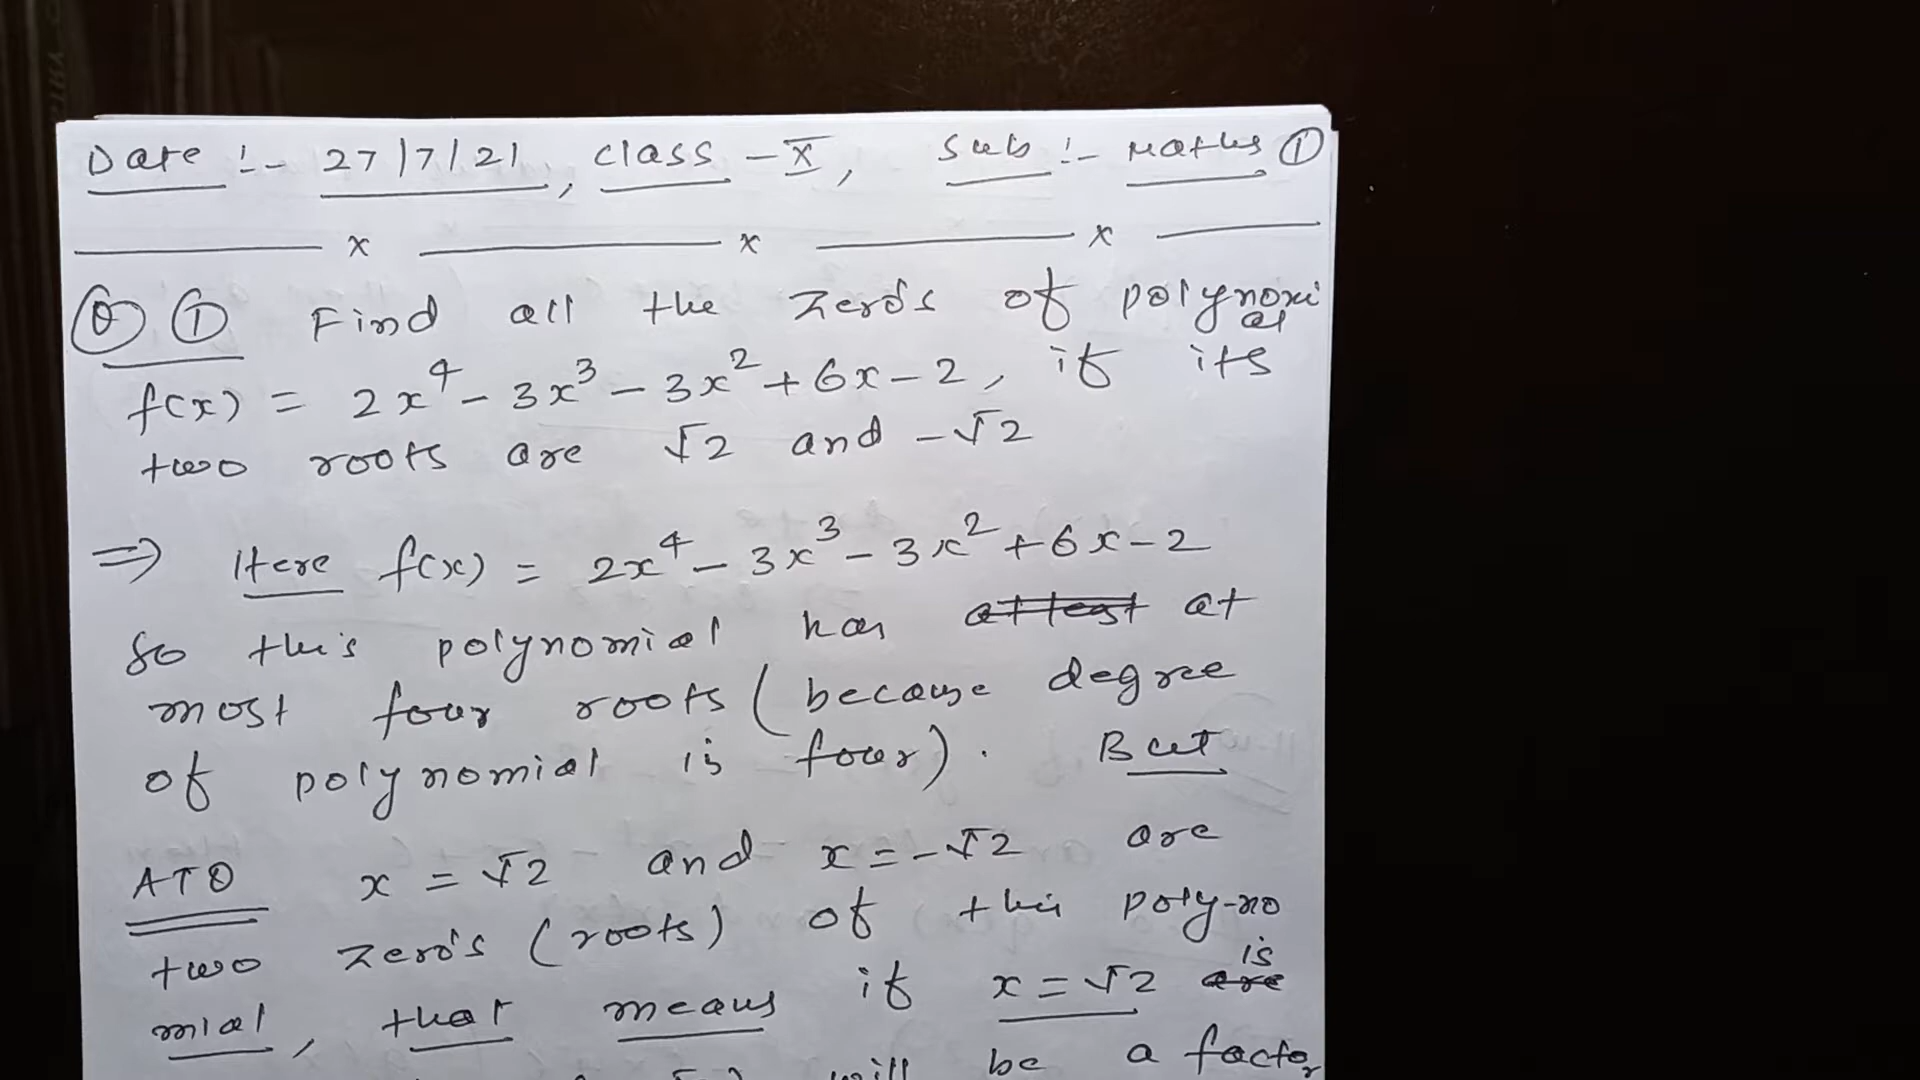 Date :- 27/7/21, Class - X, Sub :- Maths ①
x x x
Q ① Find all the zero's of polynomial
f(x) = 2x⁴ - 3x³ - 3x² + 6x - 2, if its
two roots are √2 and -√2
⇒ Here f(x) = 2x⁴ - 3x³ - 3x² + 6x - 2
So this polynomial has at
most four roots (because degree
of polynomial is four). But
ATQ x = √2 and x = -√2 are
two zero's (roots) of this poly-no
mial, that means if x = √2 is
will be a factor